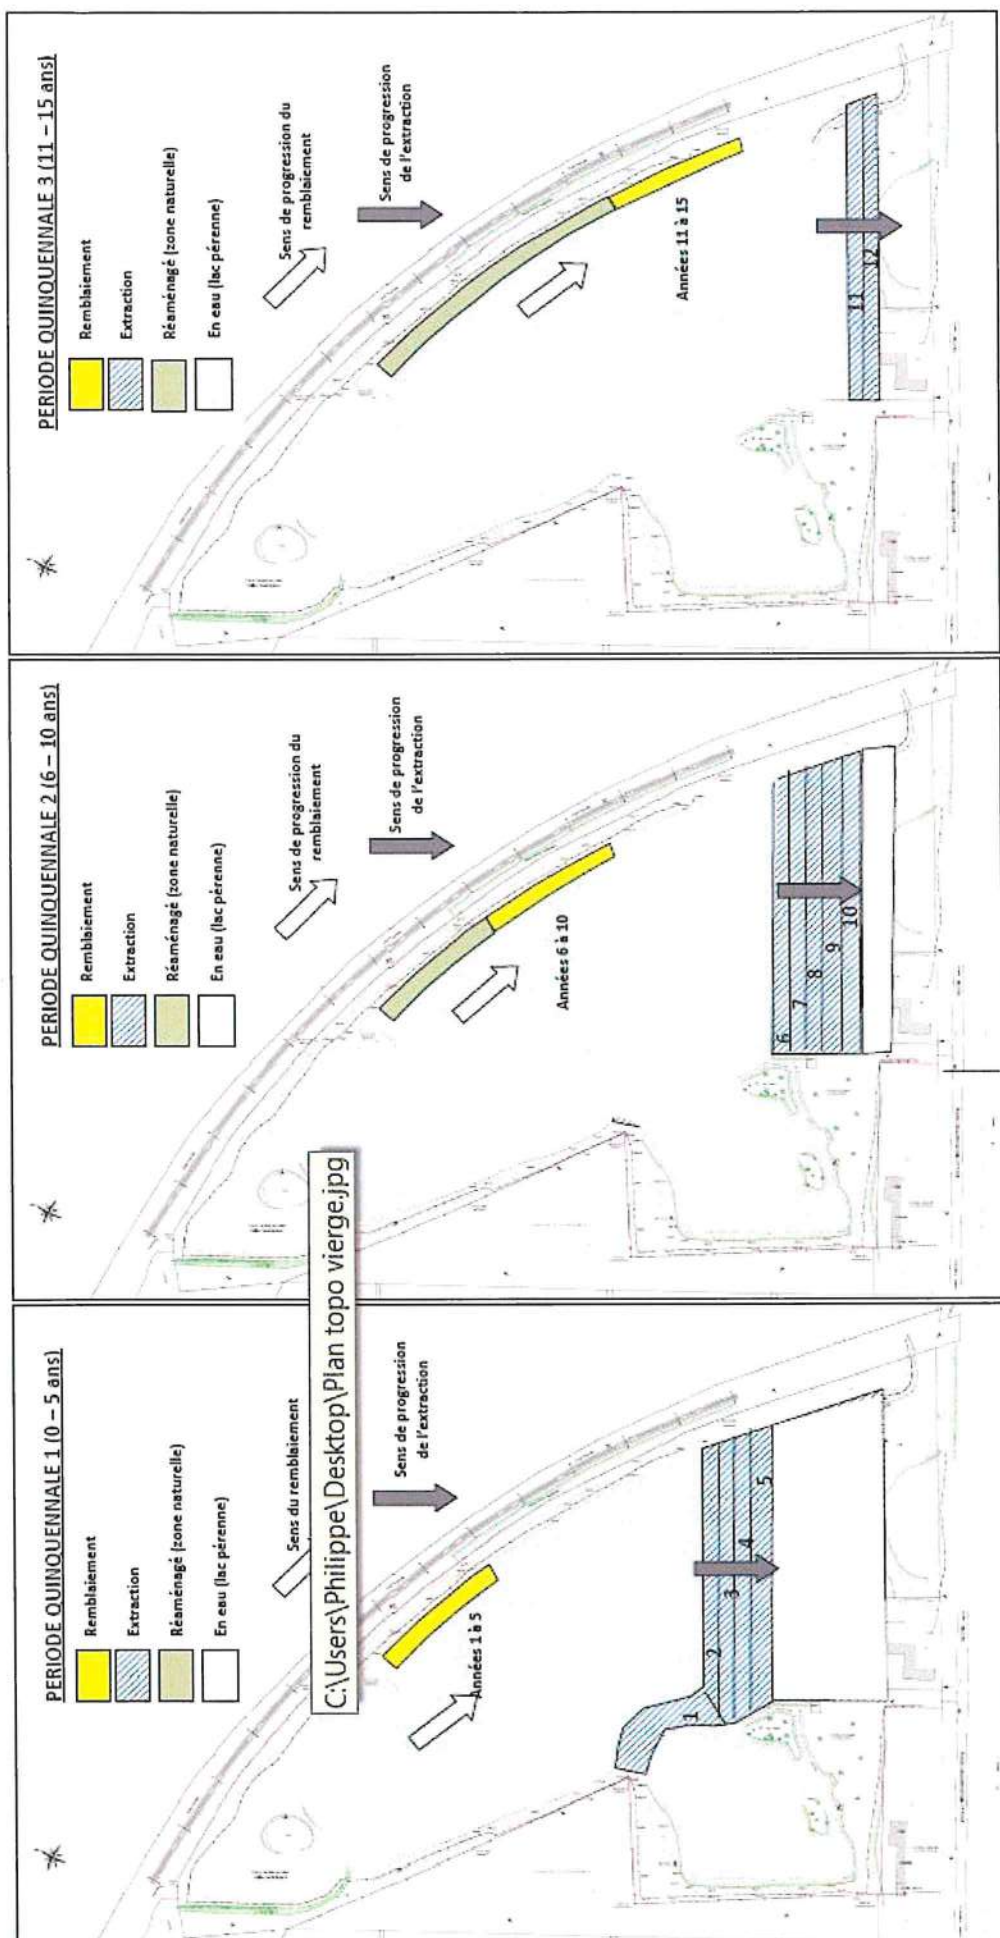 PERIODE QUINQUENNALE 1 (0 – 5 ans)
Remblaiement
Extraction
Réaménagé (zone naturelle)
En eau (lac pérenne)
Sens du remblaiement
C:\Users\Philippe\Desktop\Plan topo vierge.jpg
Sens de progression
de l'extraction
Années 1 à 5
1
2
3
4
5
PERIODE QUINQUENNALE 2 (6 – 10 ans)
Remblaiement
Extraction
Réaménagé (zone naturelle)
En eau (lac pérenne)
Sens de progression du
remblaiement
Sens de progression
de l'extraction
Années 6 à 10
6
7
8
9
10
PERIODE QUINQUENNALE 3 (11 – 15 ans)
Remblaiement
Extraction
Réaménagé (zone naturelle)
En eau (lac pérenne)
Sens de progression du
remblaiement
Sens de progression
de l'extraction
Années 11 à 15
11
12